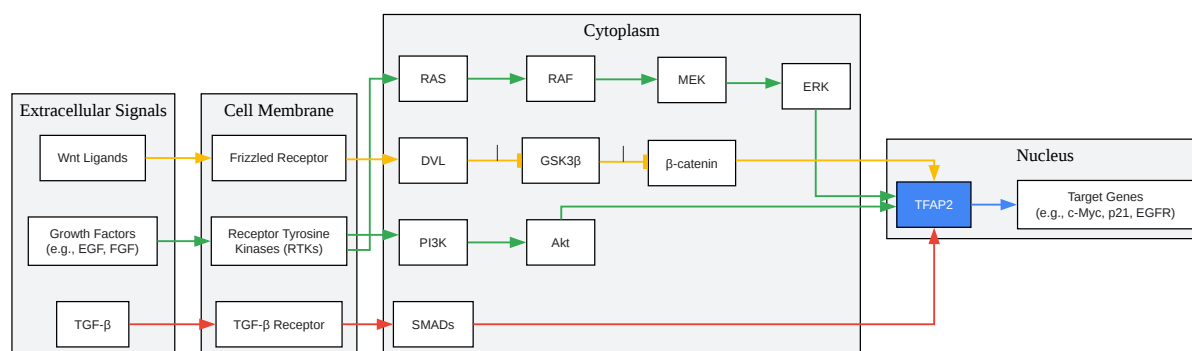 Cytoplasm
RAS
RAF
MEK
ERK
Extracellular Signals
Cell Membrane
Wnt Ligands
Frizzled Receptor
DVL
GSK3β
β-catenin
Nucleus
TFAP2
Target Genes
(e.g., c-Myc, p21, EGFR)
Growth Factors
(e.g., EGF, FGF)
Receptor Tyrosine
Kinases (RTKs)
PI3K
Akt
TGF-β
TGF-β Receptor
SMADs